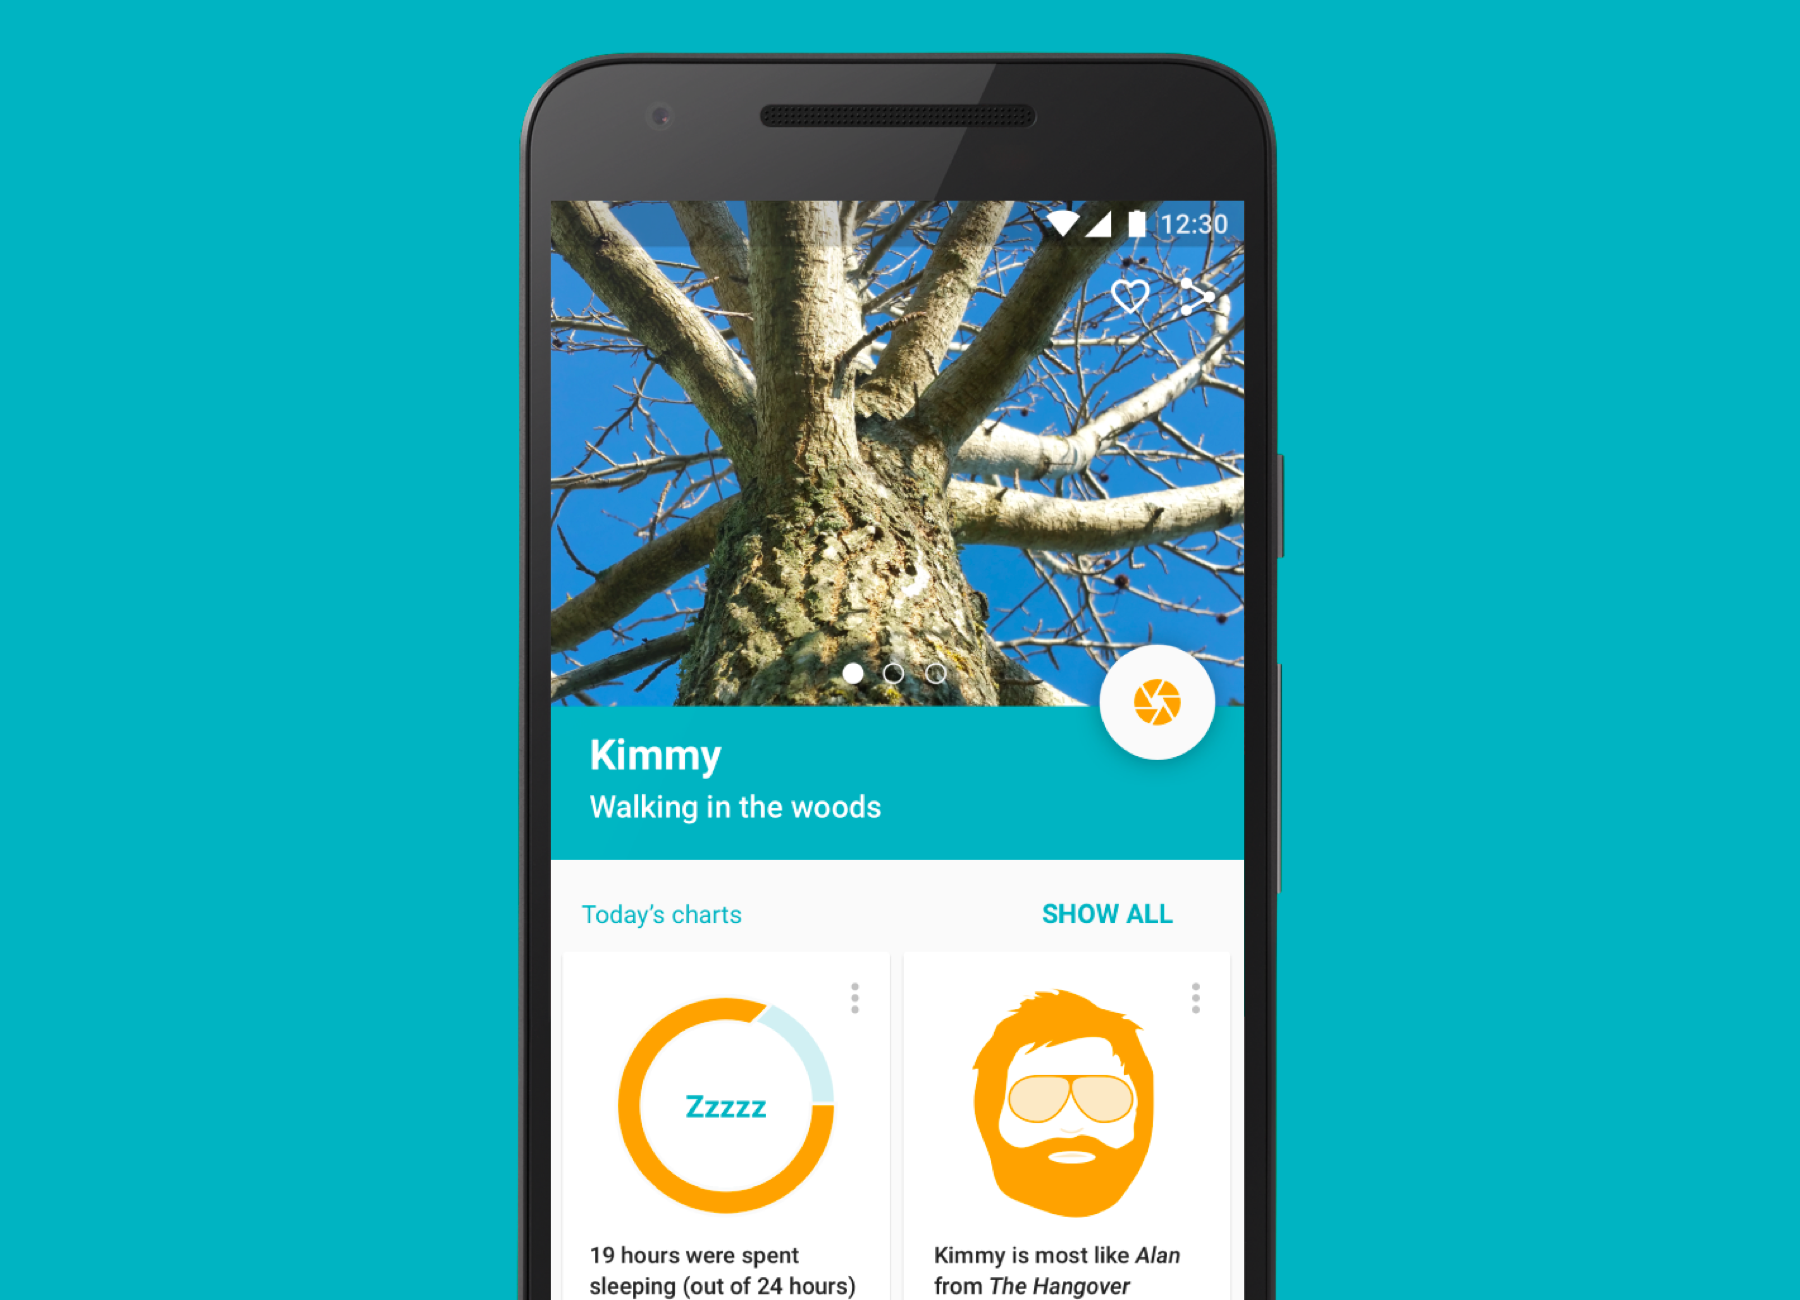 12:30
Kimmy
Walking in the woods
Today’s charts
SHOW ALL
Zzzzz
19 hours were spent
sleeping (out of 24 hours)
Kimmy is most like Alan
from The Hangover